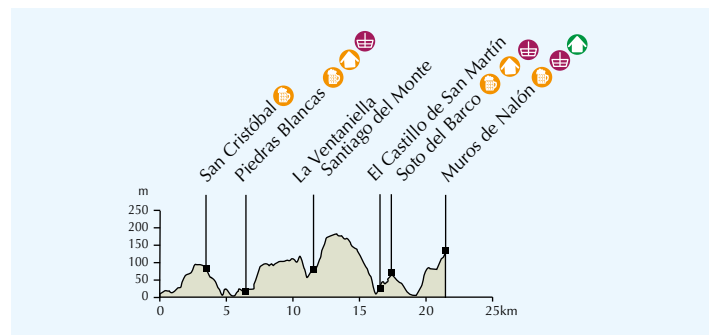 San Cristóbal
Piedras Blancas
La Ventaniella
Santiago del Monte
El Castillo de San Martín
Soto del Barco
Muros de Nalón
m
250
200
150
100
50
0
0 5 10 15 20 25km